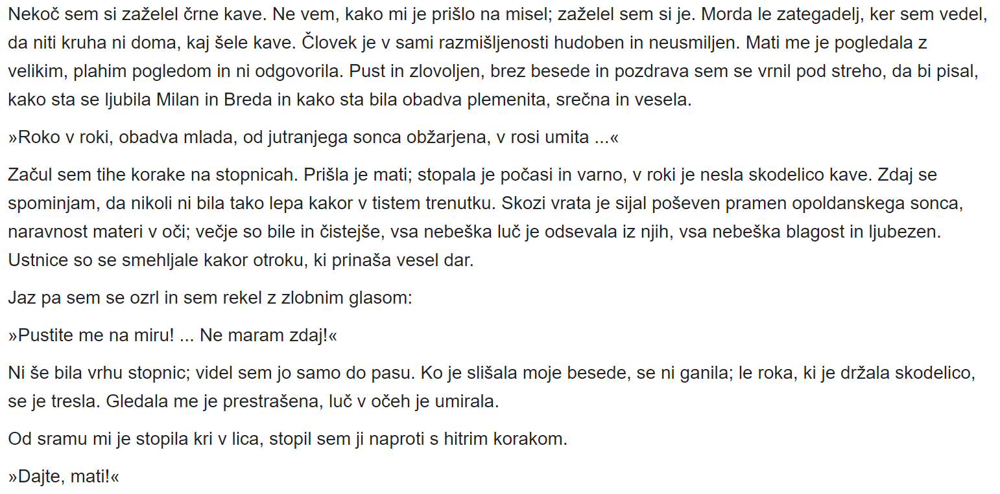 Nekoč sem si zaželel črne kave. Ne vem, kako mi je prišlo na misel; zaželel sem si je. Morda le zategadelj, ker sem vedel,
da niti kruha ni doma, kaj šele kave. Človek je v sami razmišljenosti hudoben in neusmiljen. Mati me je pogledala z
velikim, plahim pogledom in ni odgovorila. Pust in zlovoljen, brez besede in pozdrava sem se vrnil pod streho, da bi pisal,
kako sta se ljubila Milan in Breda in kako sta bila obadva plemenita, srečna in vesela.
»Roko v roki, obadva mlada, od jutranjega sonca obžarjena, v rosi umita ...«
Začul sem tihe korake na stopnicah. Prišla je mati; stopala je počasi in varno, v roki je nesla skodelico kave. Zdaj se
spominjam, da nikoli ni bila tako lepa kakor v tistem trenutku. Skozi vrata je sijal poševen pramen opoldanskega sonca,
naravnost materi v oči; večje so bile in čistejše, vsa nebeška luč je odsevala iz njih, vsa nebeška blagost in ljubezen.
Ustnice so se smehljale kakor otroku, ki prinaša vesel dar.
Jaz pa sem se ozrl in sem rekel z zlobnim glasom:
»Pustite me na miru! ... Ne maram zdaj!«
Ni še bila vrhu stopnic; videl sem jo samo do pasu. Ko je slišala moje besede, se ni ganila; le roka, ki je držala skodelico,
se je tresla. Gledala me je prestrašena, luč v očeh je umirala.
Od sramu mi je stopila kri v lica, stopil sem ji naproti s hitrim korakom.
»Dajte, mati!«